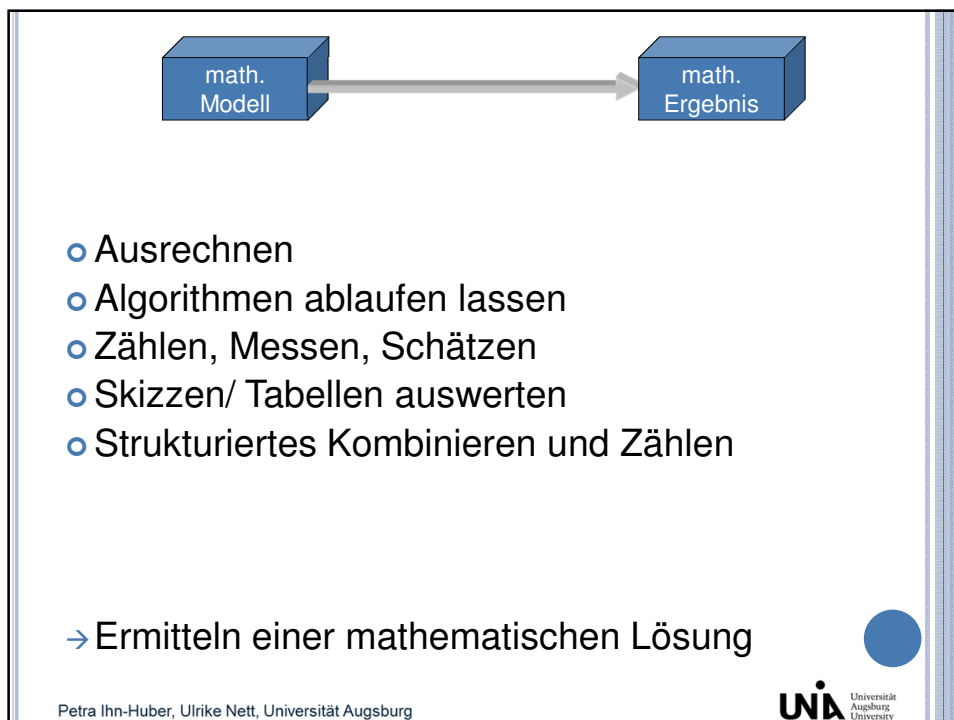 math.
Modell
math.
Ergebnis
Ausrechnen
Algorithmen ablaufen lassen
Zählen, Messen, Schätzen
Skizzen/ Tabellen auswerten
Strukturiertes Kombinieren und Zählen
→ Ermitteln einer mathematischen Lösung
Petra Ihn-Huber, Ulrike Nett, Universität Augsburg
UNIA
Universität
Augsburg
University